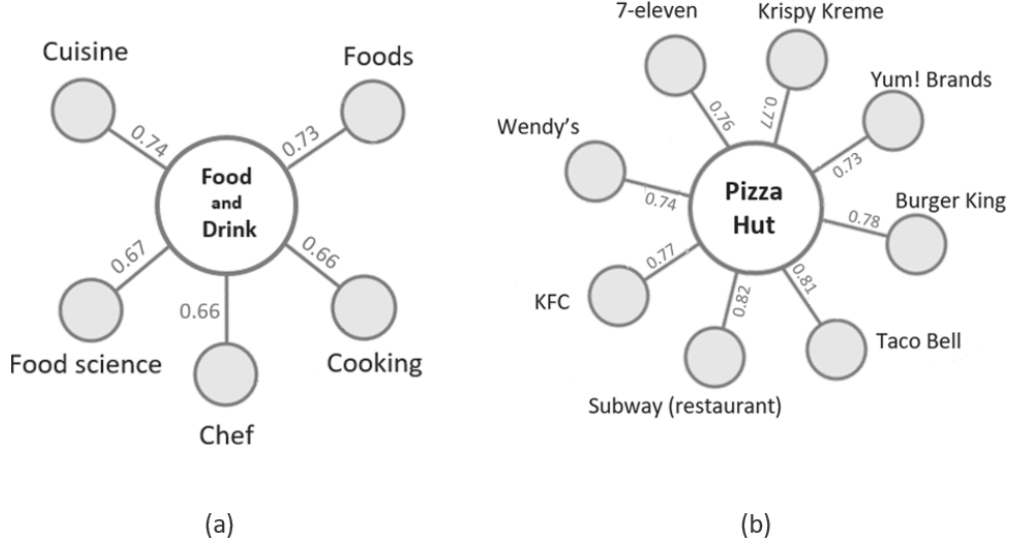 Cuisine
Foods
0.74
0.73
Food
and
Drink
0.67
0.66
0.66
Food science
Cooking
Chef
(a)
7-eleven
Krispy Kreme
Yum! Brands
Wendy’s
0.76
0.77
0.73
0.74
Pizza
Hut
Burger King
0.78
0.77
0.82
0.81
KFC
Taco Bell
Subway (restaurant)
(b)